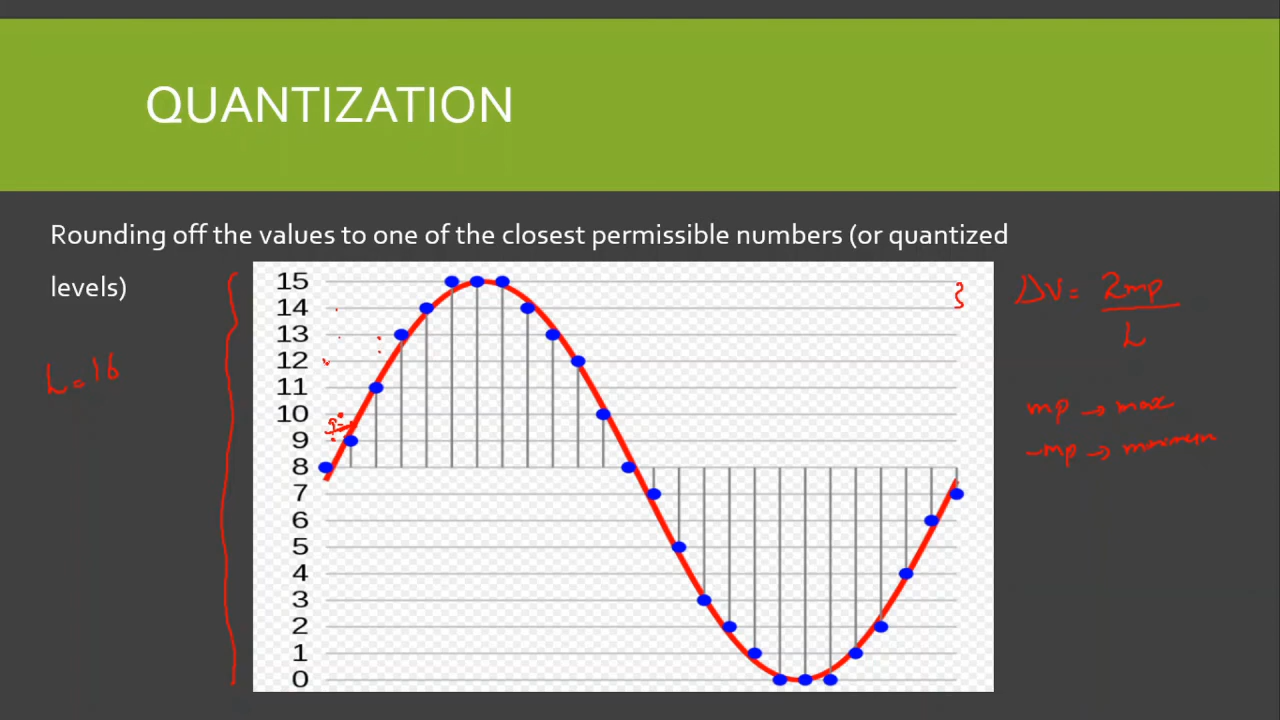 QUANTIZATION
Rounding off the values to one of the closest permissible numbers (or quantized
levels)
L = 16
15
14
13
12
11
10
9
8
7
6
5
4
3
2
1
0
ΔV = 2mp
L
mp → max
-mp → minimum